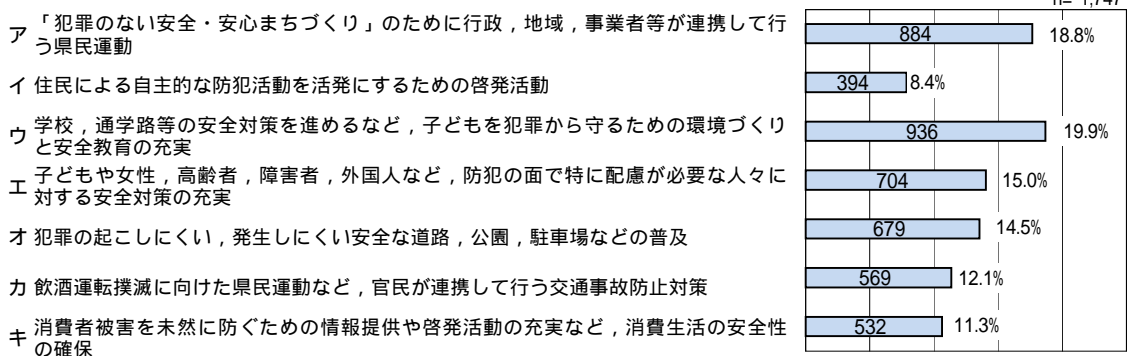 n= 1,747
ア 「犯罪のない安全・安心まちづくり」のために行政,地域,事業者等が連携して行
う県民運動
884 18.8%
イ 住民による自主的な防犯活動を活発にするための啓発活動
394 8.4%
ウ 学校,通学路等の安全対策を進めるなど,子どもを犯罪から守るための環境づくり
と安全教育の充実
936 19.9%
エ 子どもや女性,高齢者,障害者,外国人など,防犯の面で特に配慮が必要な人々に
対する安全対策の充実
704 15.0%
オ 犯罪の起こしにくい,発生しにくい安全な道路,公園,駐車場などの普及
679 14.5%
カ 飲酒運転撲滅に向けた県民運動など,官民が連携して行う交通事故防止対策
569 12.1%
キ 消費者被害を未然に防ぐための情報提供や啓発活動の充実など,消費生活の安全性
の確保
532 11.3%